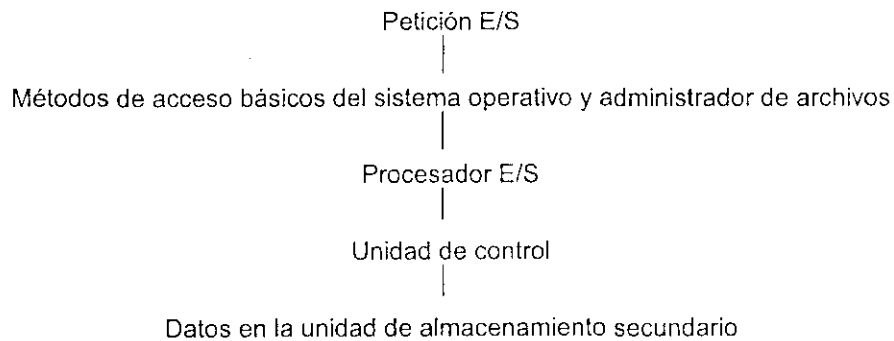 Petición E/S
Métodos de acceso básicos del sistema operativo y administrador de archivos
Procesador E/S
Unidad de control
Datos en la unidad de almacenamiento secundario